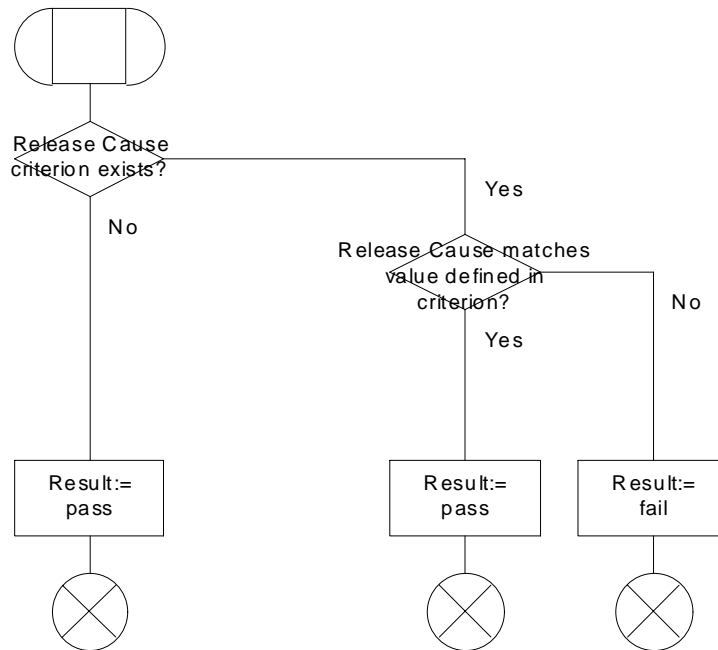 Release Cause
criterion exists?
Yes
No
Release Cause matches
value defined in
criterion?
No
Yes
Result:=
pass
Result:=
pass
Result:=
fail